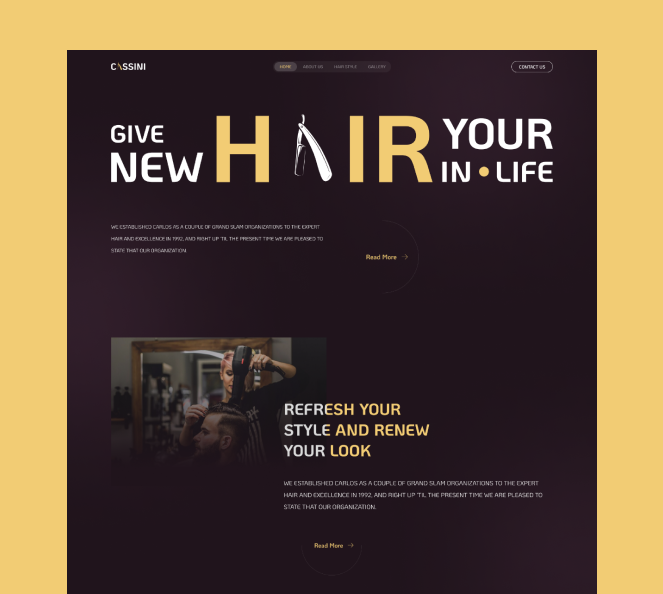 CASSINI
HOME ABOUT US HAIR STYLE GALLERY
CONTACT US
GIVE
NEW
HAIR
YOUR
IN • LIFE
WE ESTABLISHED CARLOS AS A COUPLE OF GRAND SLAM ORGANIZATIONS TO THE EXPERT
HAIR AND EXCELLENCE IN 1992, AND RIGHT UP 'TIL THE PRESENT TIME WE ARE PLEASED TO
STATE THAT OUR ORGANIZATION.
Read More →
REFRESH YOUR
STYLE AND RENEW
YOUR LOOK
WE ESTABLISHED CARLOS AS A COUPLE OF GRAND SLAM ORGANIZATIONS TO THE EXPERT
HAIR AND EXCELLENCE IN 1992, AND RIGHT UP 'TIL THE PRESENT TIME WE ARE PLEASED TO
STATE THAT OUR ORGANIZATION.
Read More →